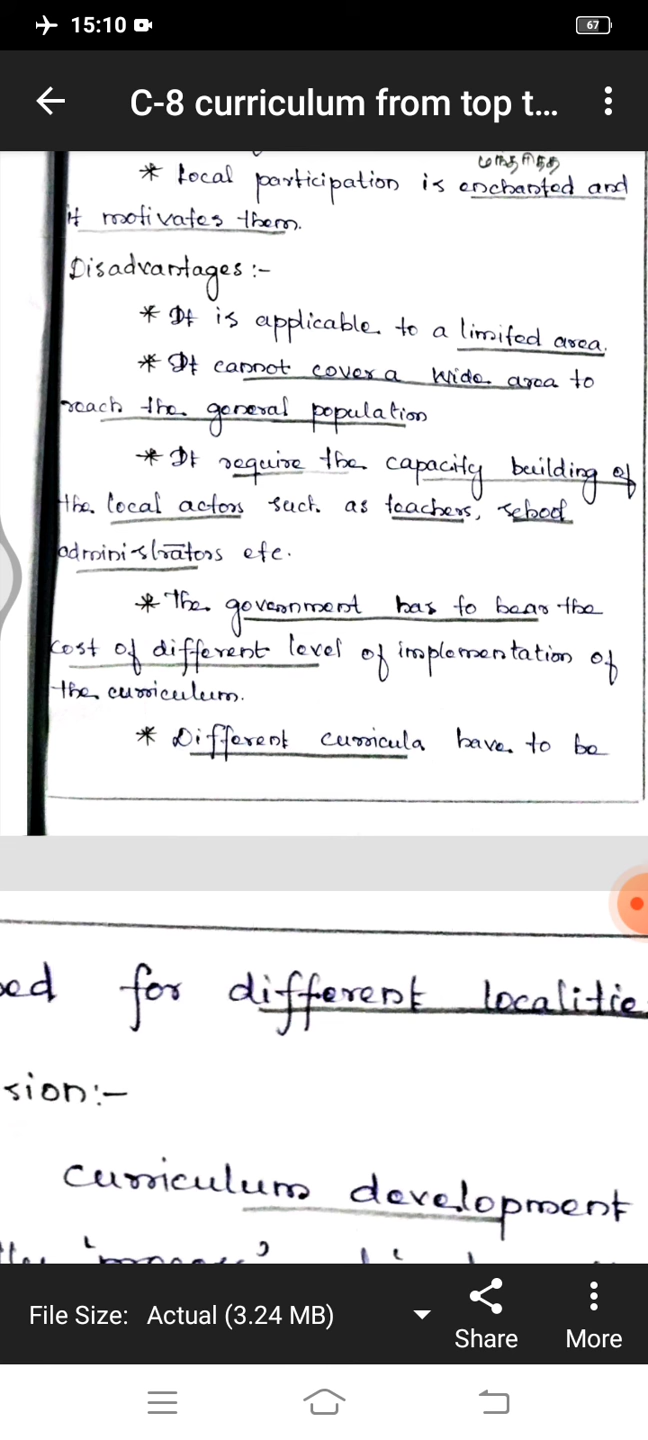 15:10
67
C-8 curriculum from top t...
* Local participation is enchanted and
it motivates them.
Disadvantages :-
* It is applicable to a limited area.
* It cannot cover a wide area to
reach the general population
* It require the capacity building of
the local actors such as teachers, school
administrators etc.
* The government has to bear the
cost of different level of implementation of
the curriculum.
* Different curricula have to be
for different localitie
sion:-
curriculum development
File Size: Actual (3.24 MB)
Share
More